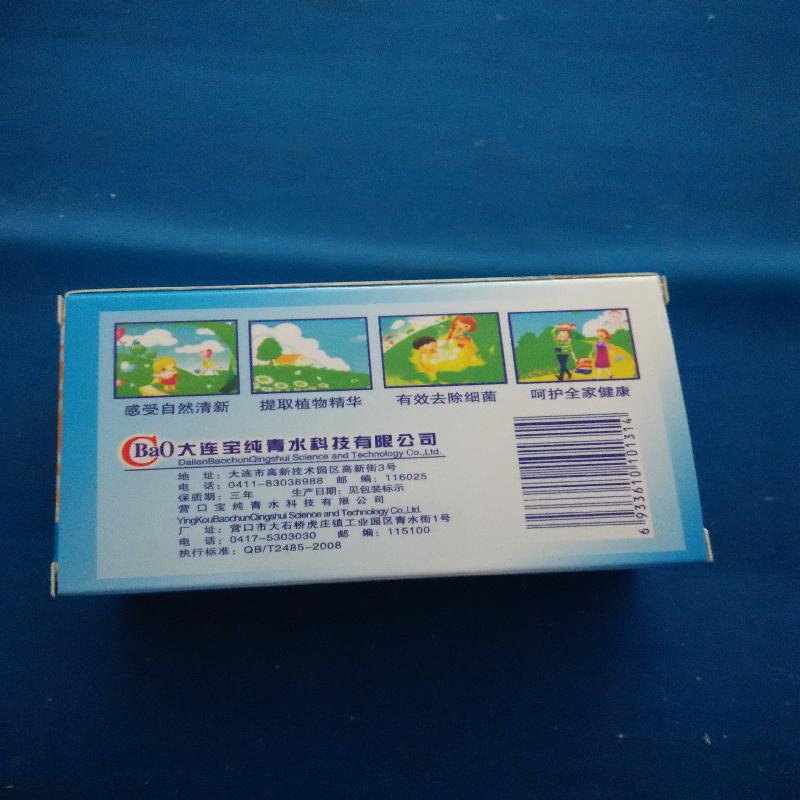 感受自然清新 提取植物精华 有效去除细菌 呵护全家健康
CBaO 大连宝纯青水科技有限公司
DalianBaochunQingshui Science and Technology Co.,Ltd.
地 址: 大连市高新技术园区高新街3号
电 话: 0411-83038988 邮 编: 116025
保质期: 三年 生产日期: 见包装标示
营口宝纯青水科技有限公司
YingKouBaochunQingshui Science and Technology Co,.Ltd.
厂 址: 营口市大石桥虎庄镇工业园区青水街1号
电 话: 0417-5303030 邮 编: 115100
执行标准: QB/T2485-2008
6933610101314